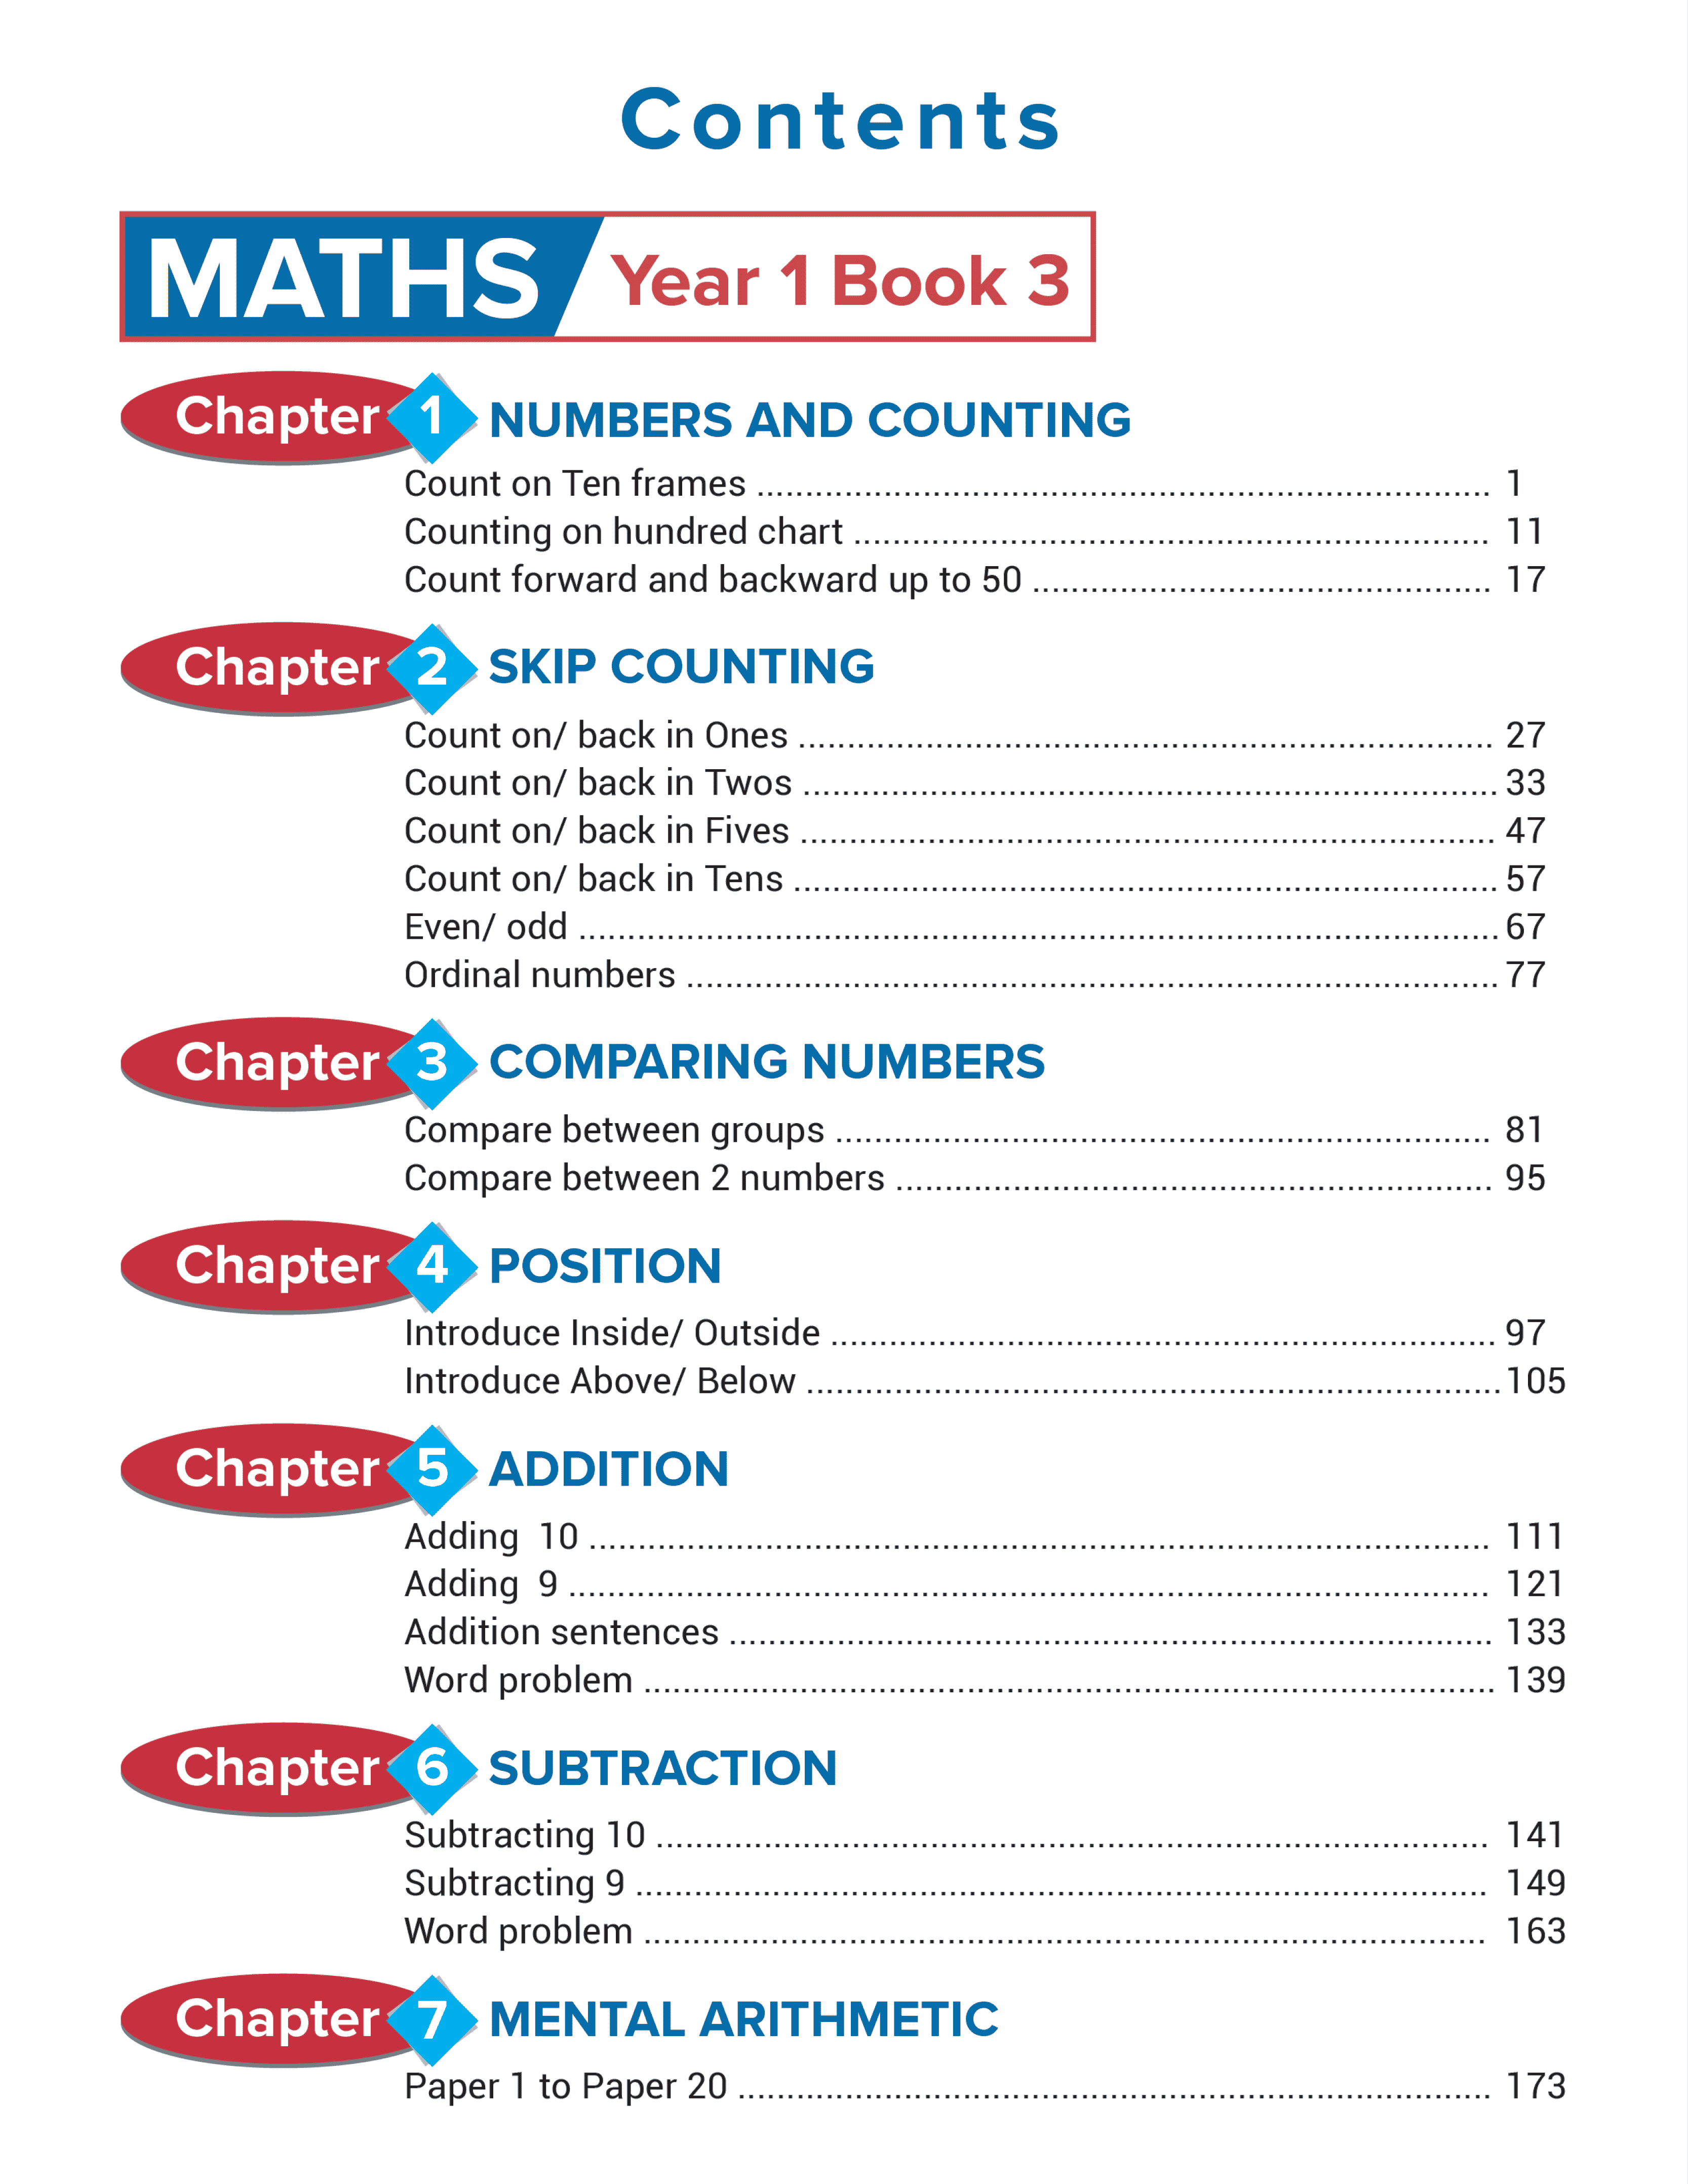 Contents
MATHS Year 1 Book 3
Chapter 1 NUMBERS AND COUNTING
Count on Ten frames ........................................................................... 1
Counting on hundred chart ................................................................. 11
Count forward and backward up to 50 ............................................... 17
Chapter 2 SKIP COUNTING
Count on/ back in Ones ....................................................................... 27
Count on/ back in Twos ....................................................................... 33
Count on/ back in Fives ....................................................................... 47
Count on/ back in Tens ........................................................................ 57
Even/ odd .............................................................................................. 67
Ordinal numbers ................................................................................... 77
Chapter 3 COMPARING NUMBERS
Compare between groups ................................................................... 81
Compare between 2 numbers ............................................................. 95
Chapter 4 POSITION
Introduce Inside/ Outside .................................................................... 97
Introduce Above/ Below ....................................................................... 105
Chapter 5 ADDITION
Adding  10 ............................................................................................ 111
Adding  9 .............................................................................................. 121
Addition sentences .............................................................................. 133
Word problem ....................................................................................... 139
Chapter 6 SUBTRACTION
Subtracting 10 ..................................................................................... 141
Subtracting 9 ....................................................................................... 149
Word problem ...................................................................................... 163
Chapter 7 MENTAL ARITHMETIC
Paper 1 to Paper 20 ............................................................................. 173